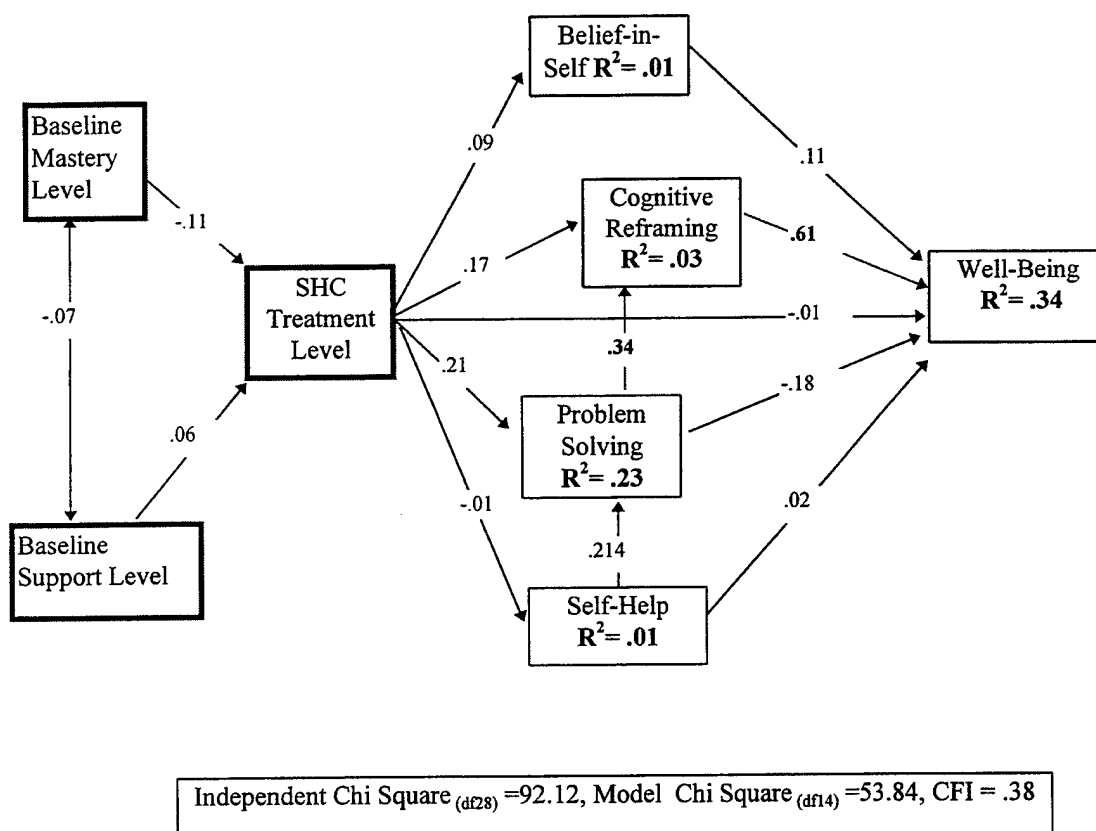 Belief-in-
Self R²= .01
Baseline
Mastery
Level
.09
.11
-.11
Cognitive
Reframing
R²= .03
.61
.17
SHC
Treatment
Level
Well-Being
R²= .34
-.07
-.01
.34
.21
-.18
Problem
Solving
R²= .23
.06
-.01
.02
Baseline
Support Level
.214
Self-Help
R²= .01
Independent Chi Square (df28) =92.12, Model Chi Square (df14) =53.84, CFI = .38